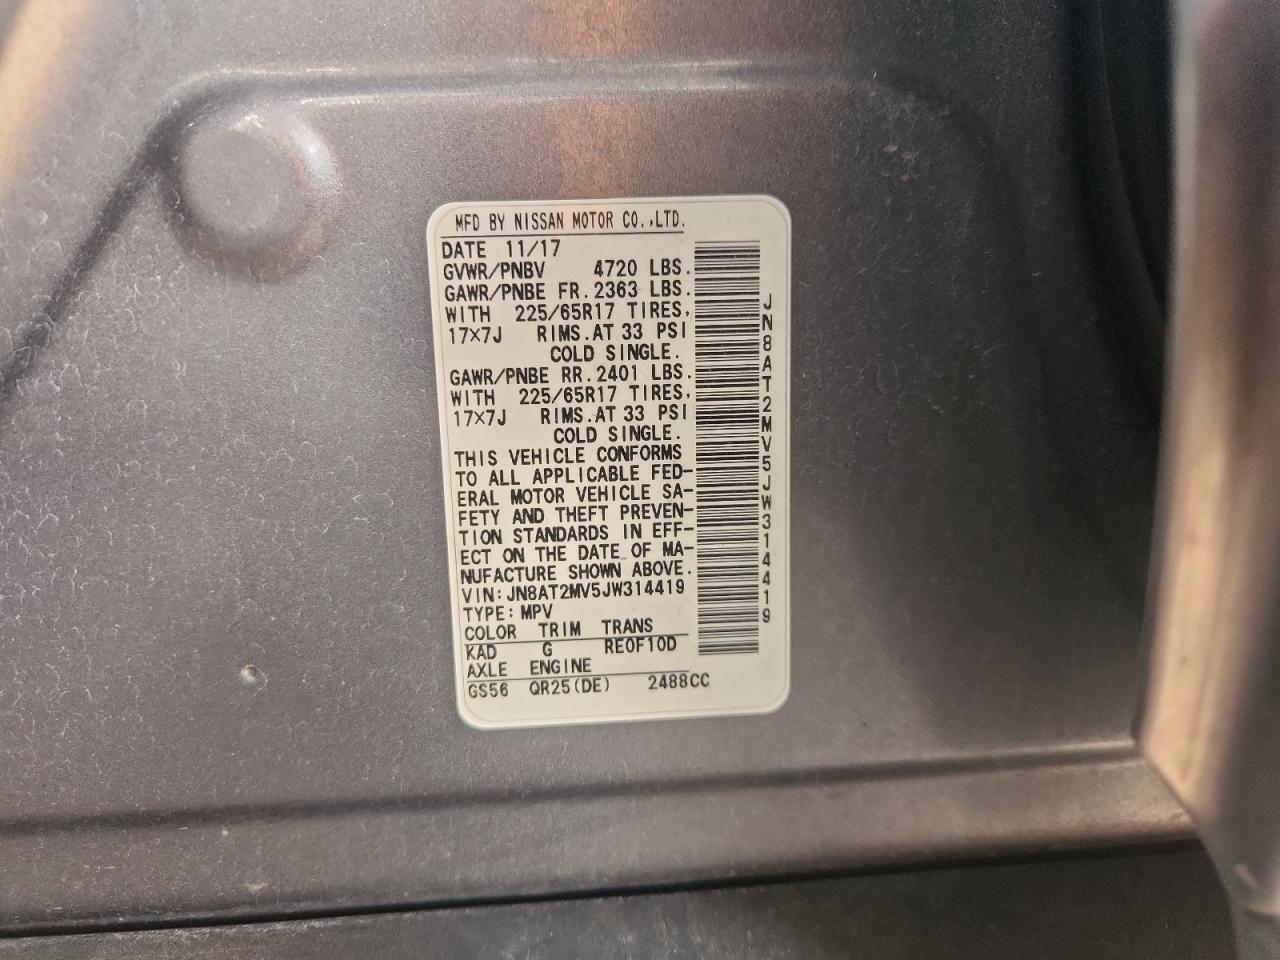 MFD BY NISSAN MOTOR CO.,LTD.
DATE 11/17
GVWR/PNBV 4720 LBS.
GAWR/PNBE FR.2363 LBS.
WITH 225/65R17 TIRES,
17×7J RIMS.AT 33 PSI
COLD SINGLE.
GAWR/PNBE RR.2401 LBS.
WITH 225/65R17 TIRES,
17×7J RIMS.AT 33 PSI
COLD SINGLE.
THIS VEHICLE CONFORMS
TO ALL APPLICABLE FED-
ERAL MOTOR VEHICLE SA-
FETY AND THEFT PREVEN-
TION STANDARDS IN EFF-
ECT ON THE DATE OF MA-
NUFACTURE SHOWN ABOVE.
VIN:JN8AT2MV5JW314419
TYPE:MPV
COLOR TRIM TRANS
KAD G RE0F10D
AXLE ENGINE
GS56 QR25(DE) 2488CC
JN8AT2MV5JW314419